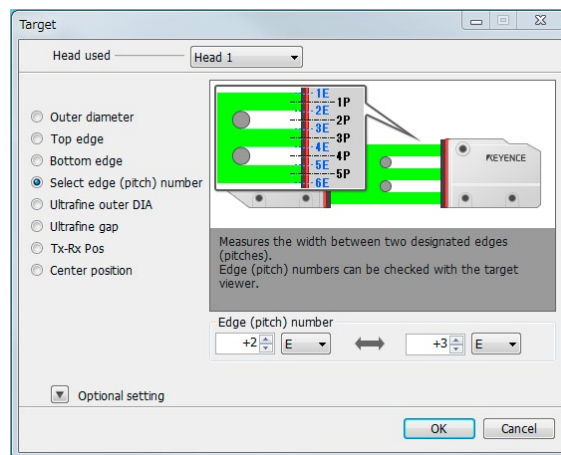 Target
Head used
Head 1
Outer diameter
Top edge
Bottom edge
Select edge (pitch) number
Ultrafine outer DIA
Ultrafine gap
Tx-Rx Pos
Center position
1E
1P
2E
2P
3E
3P
4E
4P
5E
5P
6E
KEYENCE
Measures the width between two designated edges
(pitches).
Edge (pitch) numbers can be checked with the target
viewer.
Edge (pitch) number
+2 E +3 E
Optional setting
OK Cancel